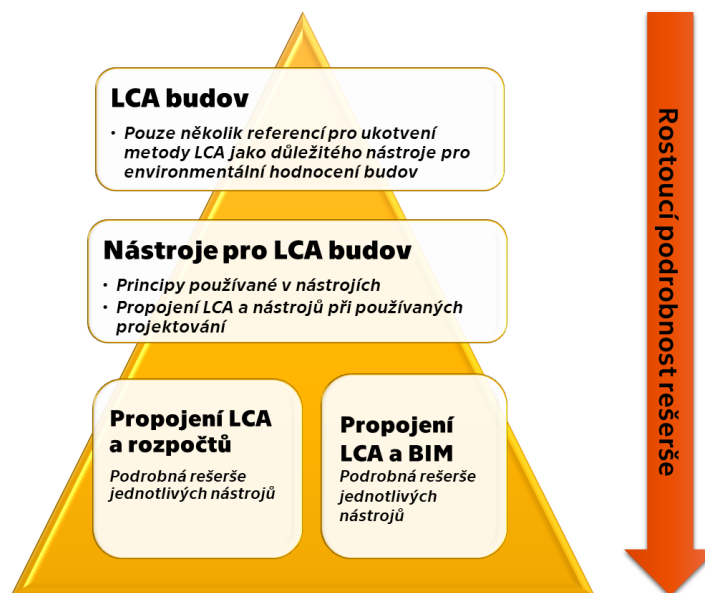 LCA budov
• Pouze několik referencí pro ukotvení
metody LCA jako důležitého nástroje pro
environmentální hodnocení budov
Nástroje pro LCA budov
• Principy používané v nástrojích
• Propojení LCA a nástrojů při používaných
projektování
Propojení LCA
a rozpočtů
Podrobná rešerše
jednotlivých nástrojů
Propojení
LCA a BIM
Podrobná rešerše
jednotlivých
nástrojů
Rostoucí podrobnost rešerše